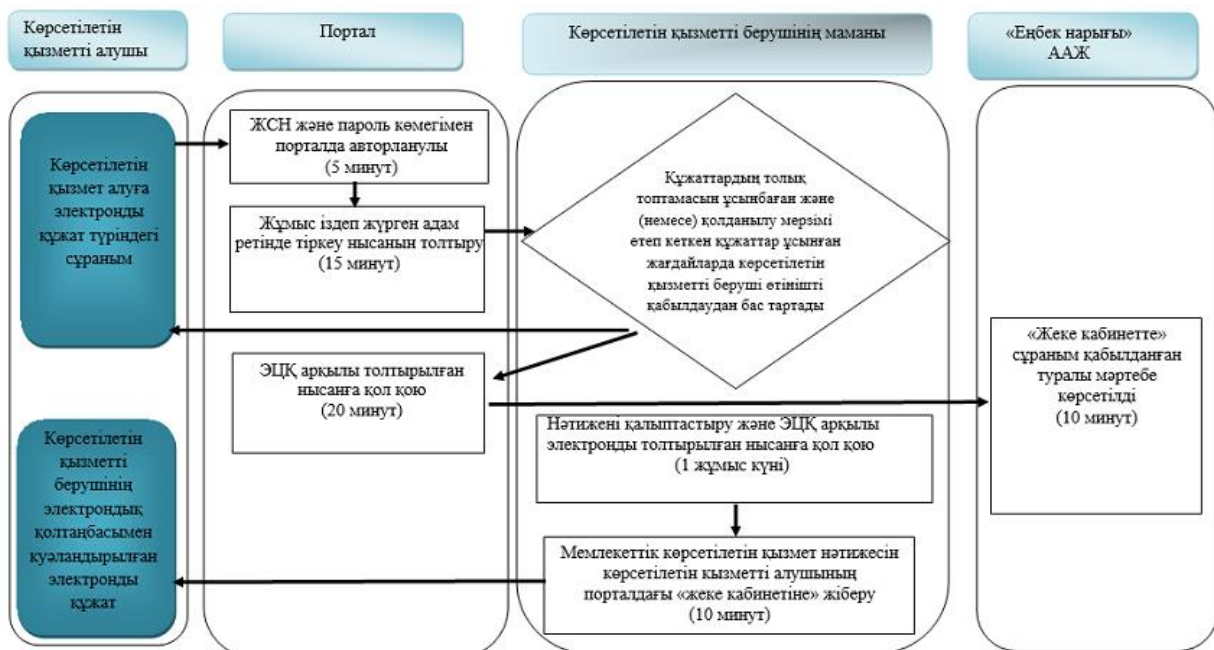 Көрсетілетін
қызметті алушы
Портал
Көрсетілетін қызметті берушінің маманы
«Еңбек нарығы»
ААЖ
Көрсетілетін
қызмет алуға
электронды
құжат түріндегі
сұраным
ЖСН және пароль көмегімен
порталда авторланулы
(5 минут)
Жұмыс іздеп жүрген адам
ретінде тіркеу нысанын толтыру
(15 минут)
Құжаттардың толық
топтамасын ұсынбаған және
(немесе) қолданылу мерзімі
өтеп кеткен құжаттар ұсынған
жағдайларда көрсетілетін
қызметті беруші өтінішті
қабылдаудан бас тартады
ЭЦҚ арқылы толтырылған
нысанға қол қою
(20 минут)
«Жеке кабинетте»
сұраным қабылданған
туралы мәртебе
көрсетілді
(10 минут)
Нәтижені қалыптастыру және ЭЦҚ арқылы
электронды толтырылған нысанға қол қою
(1 жұмыс күні)
Көрсетілетін
қызметті
берушінің
электрондық
қолтаңбасымен
куәландырылған
электронды
құжат
Мемлекеттік көрсетілетін қызмет нәтижесін
көрсетілетін қызметті алушының
порталдағы «жеке кабинетіне» жіберу
(10 минут)